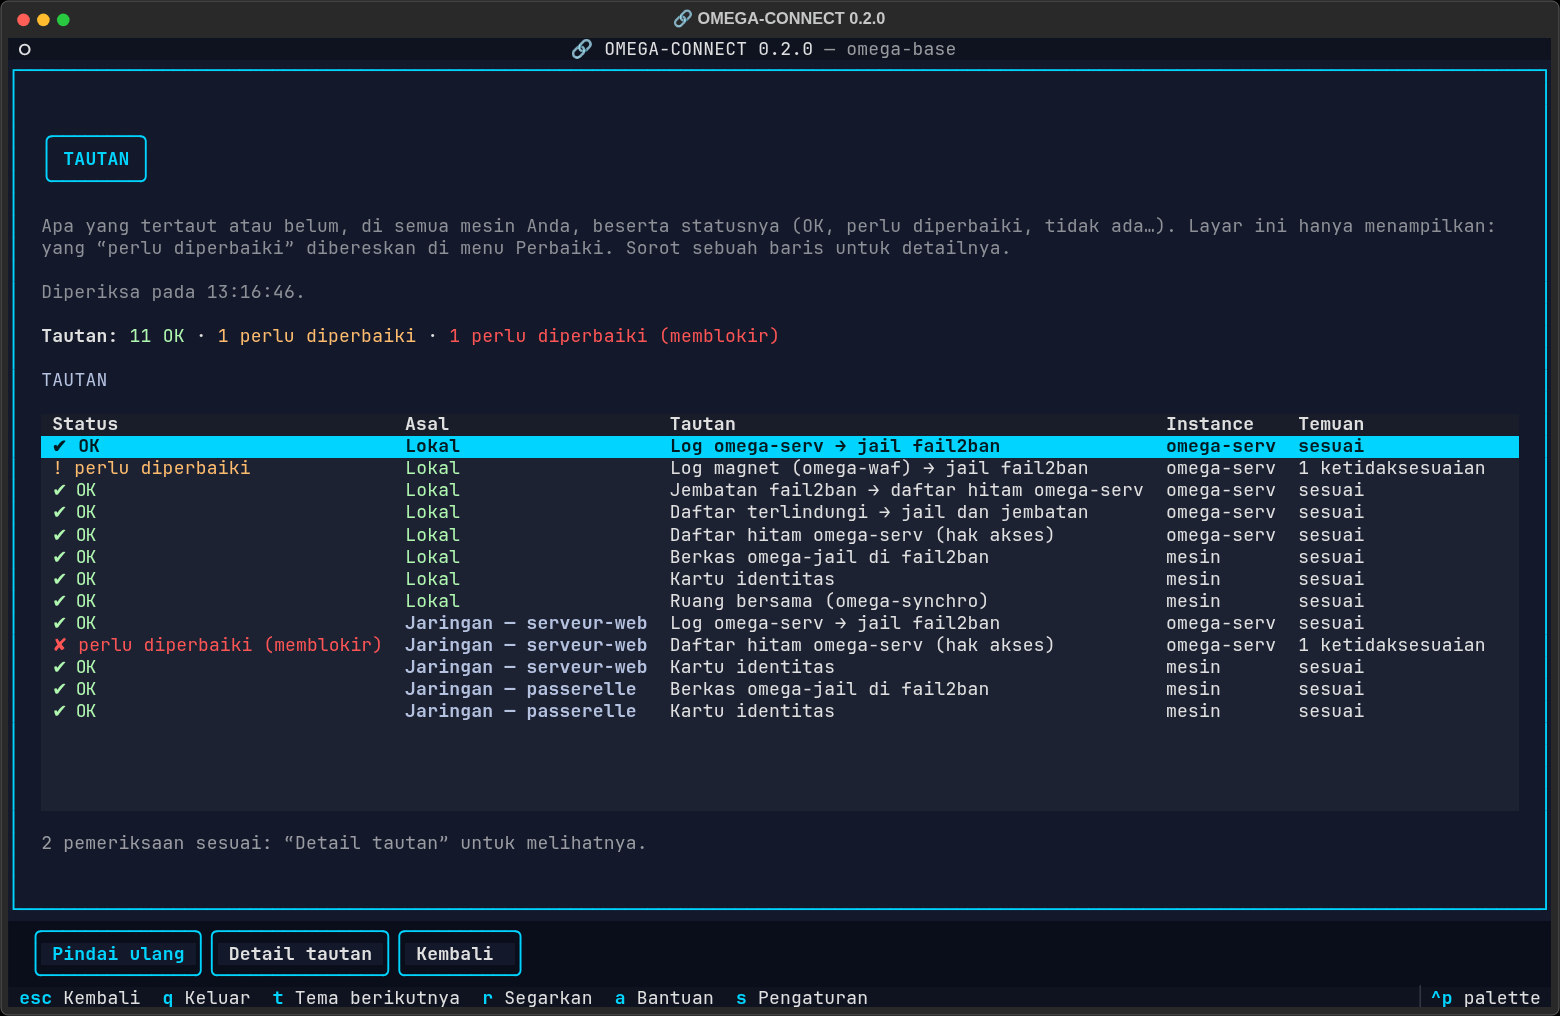 🔗 OMEGA-CONNECT 0.2.0
🔗 OMEGA-CONNECT 0.2.0 — omega-base
TAUTAN
Apa yang tertaut atau belum, di semua mesin Anda, beserta statusnya (OK, perlu diperbaiki, tidak ada…). Layar ini hanya menampilkan:
yang “perlu diperbaiki” dibereskan di menu Perbaiki. Sorot sebuah baris untuk detailnya.
Diperiksa pada 13:16:46.
Tautan: 11 OK · 1 perlu diperbaiki · 1 perlu diperbaiki (memblokir)
TAUTAN
Status Asal Tautan Instance Temuan
✔ OK Lokal Log omega-serv → jail fail2ban omega-serv sesuai
! perlu diperbaiki Lokal Log magnet (omega-waf) → jail fail2ban omega-serv 1 ketidaksesuaian
✔ OK Lokal Jembatan fail2ban → daftar hitam omega-serv omega-serv sesuai
✔ OK Lokal Daftar terlindungi → jail dan jembatan omega-serv sesuai
✔ OK Lokal Daftar hitam omega-serv (hak akses) omega-serv sesuai
✔ OK Lokal Berkas omega-jail di fail2ban mesin sesuai
✔ OK Lokal Kartu identitas mesin sesuai
✔ OK Lokal Ruang bersama (omega-synchro) mesin sesuai
✔ OK Jaringan — serveur-web Log omega-serv → jail fail2ban omega-serv sesuai
✘ perlu diperbaiki (memblokir) Jaringan — serveur-web Daftar hitam omega-serv (hak akses) omega-serv 1 ketidaksesuaian
✔ OK Jaringan — serveur-web Kartu identitas mesin sesuai
✔ OK Jaringan — passerelle Berkas omega-jail di fail2ban mesin sesuai
✔ OK Jaringan — passerelle Kartu identitas mesin sesuai
2 pemeriksaan sesuai: “Detail tautan” untuk melihatnya.
Pindai ulang Detail tautan Kembali
esc Kembali q Keluar t Tema berikutnya r Segarkan a Bantuan s Pengaturan ^p palette